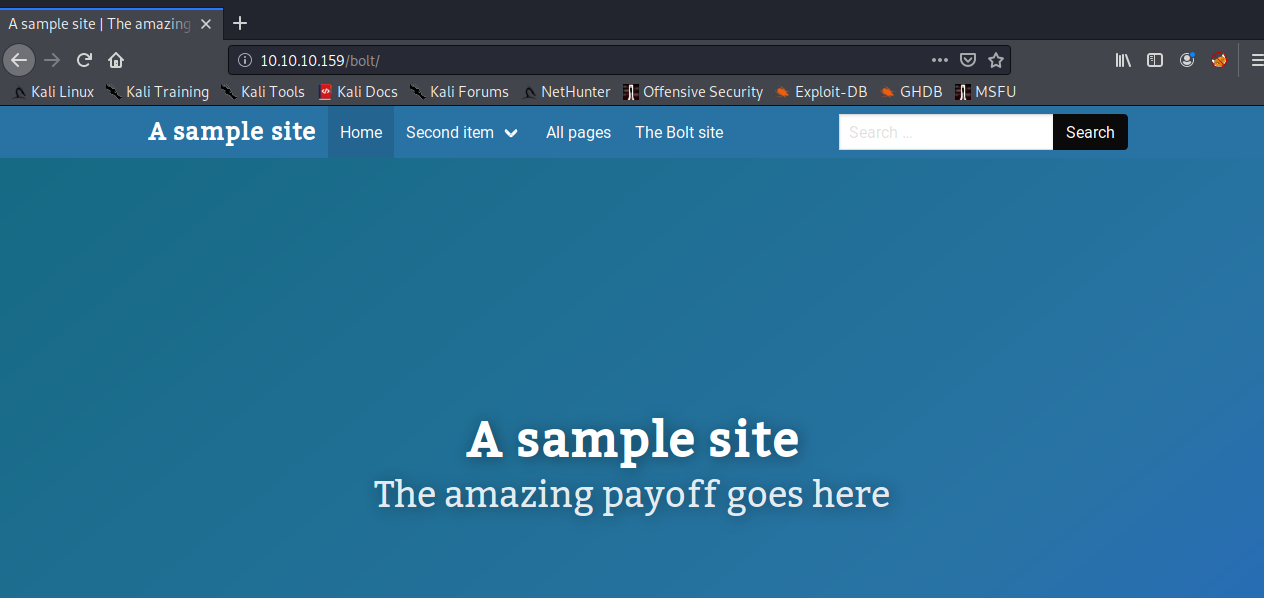 A sample site | The amazing
10.10.10.159/bolt/
Kali Linux Kali Training Kali Tools Kali Docs Kali Forums NetHunter Offensive Security Exploit-DB GHDB MSFU
A sample site Home Second item All pages The Bolt site Search ... Search
A sample site
The amazing payoff goes here